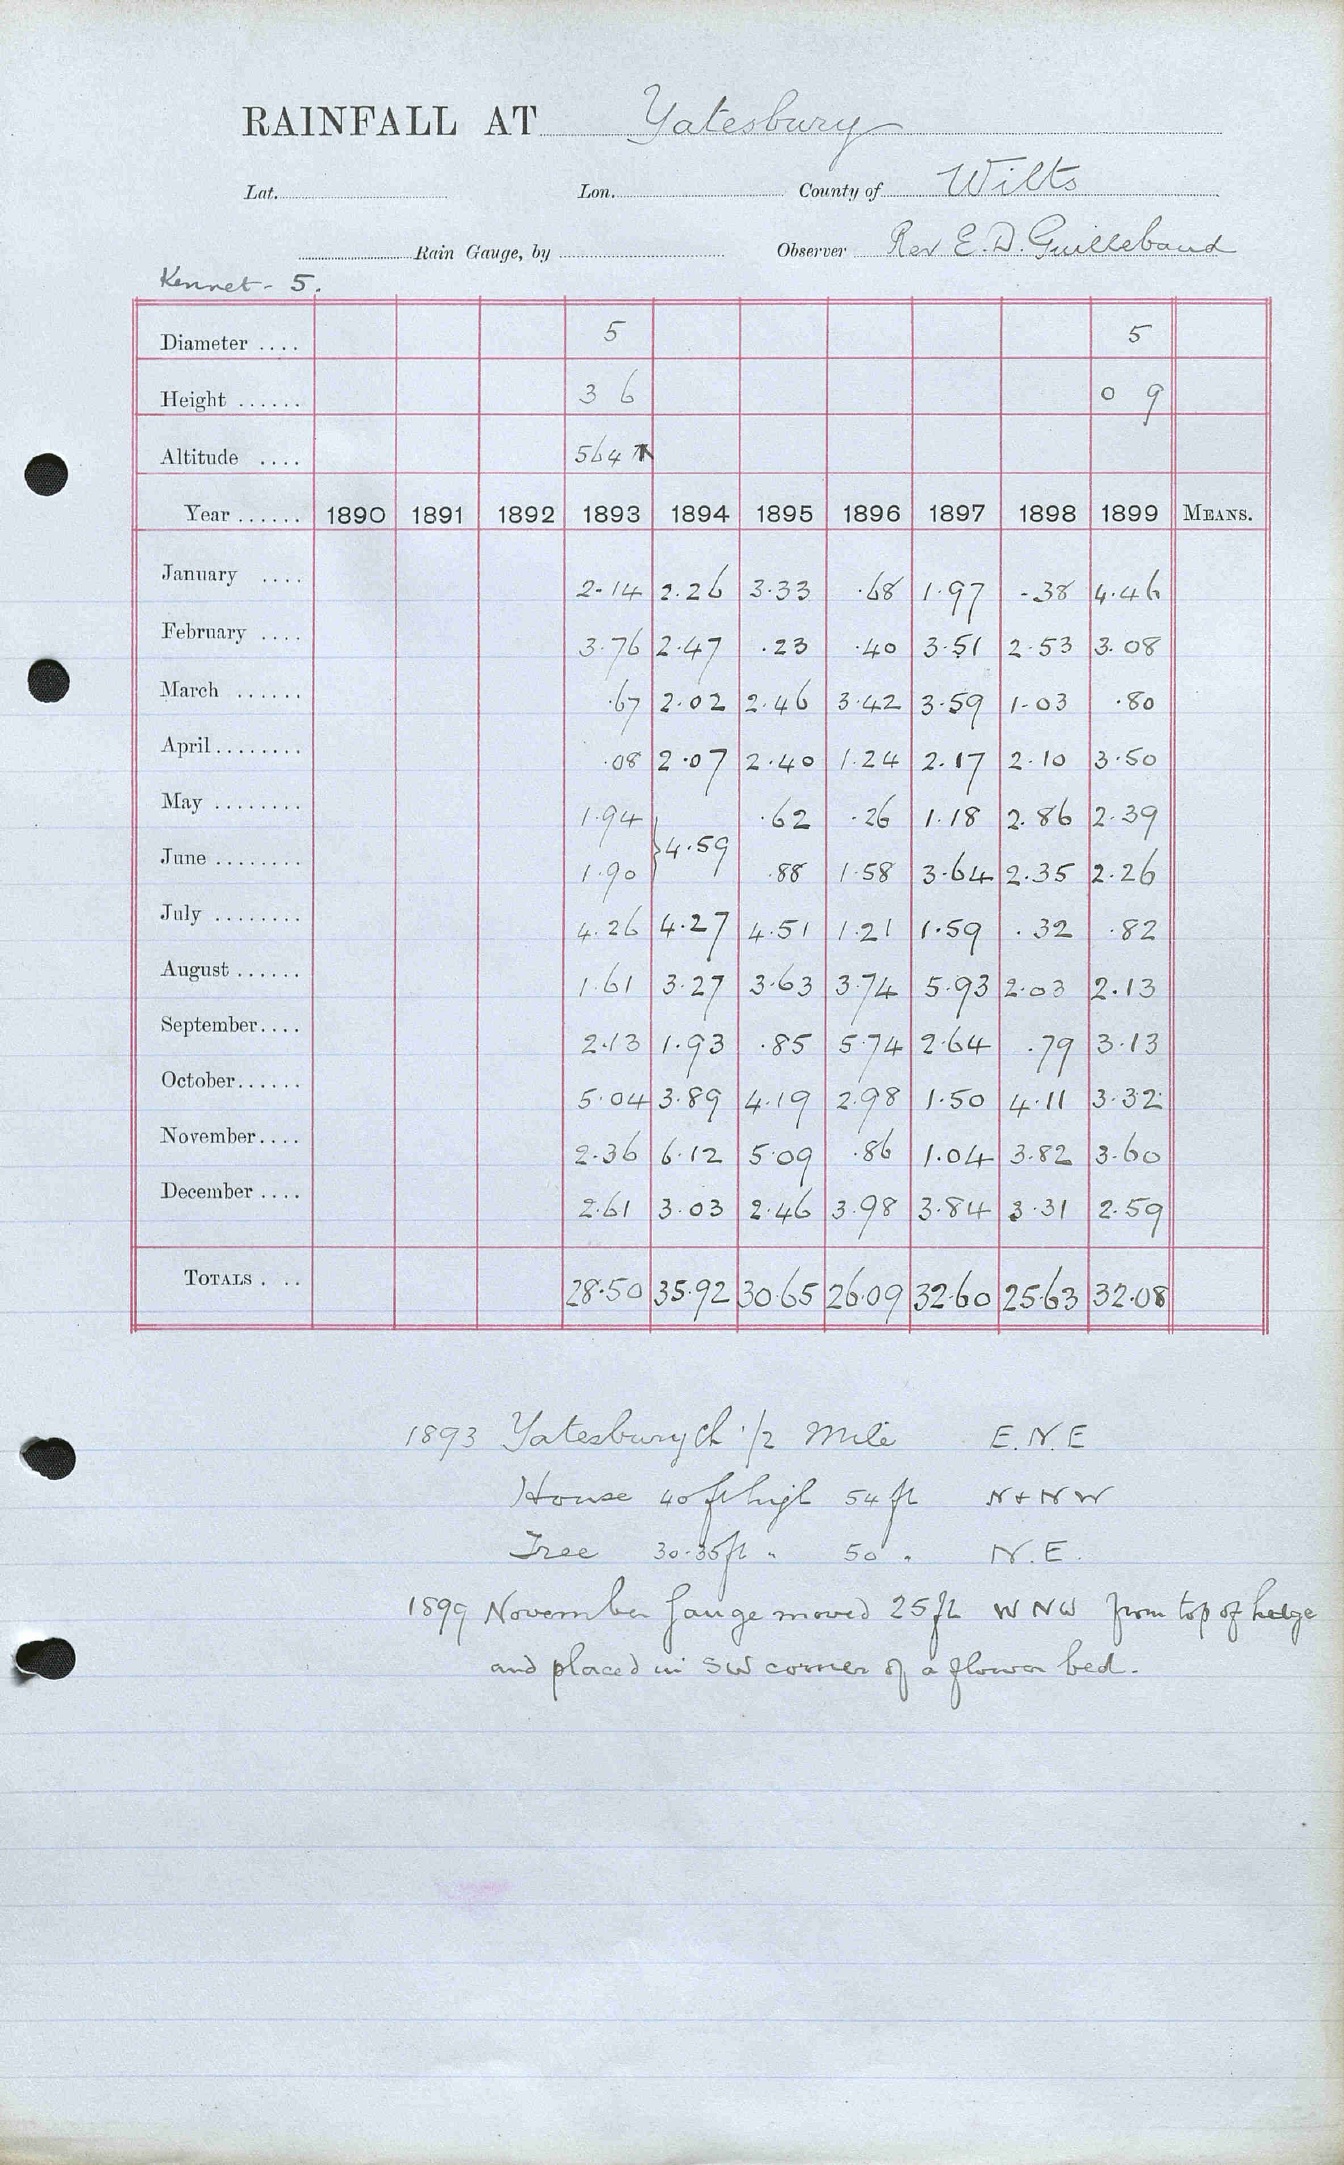 RAINFALL AT Yatesbury
Lat. Lon. County of Wilts
Rain Gauge, by Observer Rev E. D. Guillebaud
Kennet - 5.
Diameter .... 5 5
Height ...... 3 6 0 9
Altitude .... 564
Year ...... 1890 1891 1892 1893 1894 1895 1896 1897 1898 1899 MEANS.
January .... 2.14 2.26 3.33 .68 1.97 .38 4.46
February .... 3.76 2.47 .23 .40 3.51 2.53 3.08
March ...... .67 2.02 2.46 3.42 3.59 1.03 .80
April ........ .08 2.07 2.40 1.24 2.17 2.10 3.50
May ........ 1.94 .62 .26 1.18 2.86 2.39
}4.59
June ........ 1.90 .88 1.58 3.64 2.35 2.26
July ........ 4.26 4.27 4.51 1.21 1.59 .32 .82
August ...... 1.61 3.27 3.63 3.74 5.93 2.03 2.13
September.... 2.13 1.93 .85 5.74 2.64 .79 3.13
October...... 5.04 3.89 4.19 2.98 1.50 4.11 3.32
November.... 2.36 6.12 5.09 .86 1.04 3.82 3.60
December .... 2.61 3.03 2.46 3.98 3.84 3.31 2.59
TOTALS . .. 28.50 35.92 30.65 26.09 32.60 25.63 32.08
1893 Yatesbury Ch 1/2 Mile E.N.E
House 40 ft high 54 ft N + N W
Tree 30.35 ft " 50 " N.E.
1899 November gauge moved 25 ft W N W from top of hedge
and placed in SW corner of a flower bed.